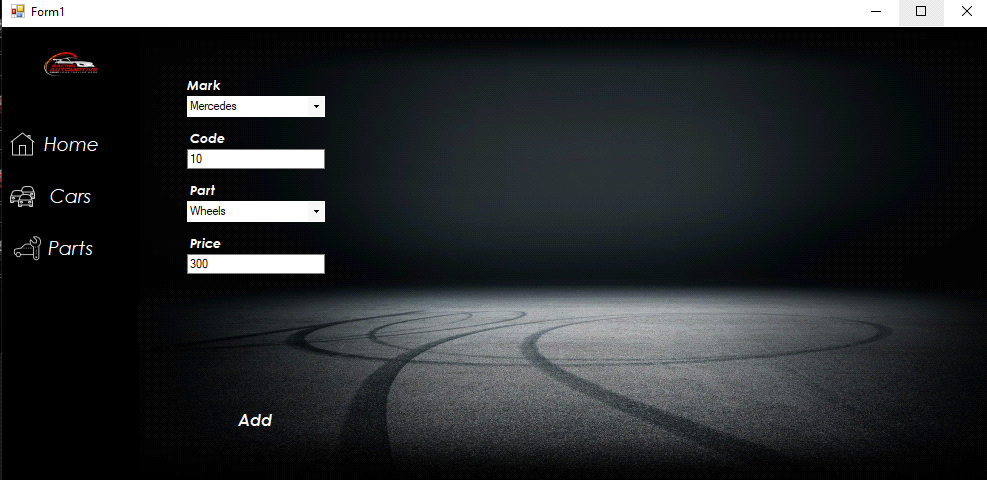 Form1
Home
Cars
Parts
Mark
Mercedes
Code
10
Part
Wheels
Price
300
Add